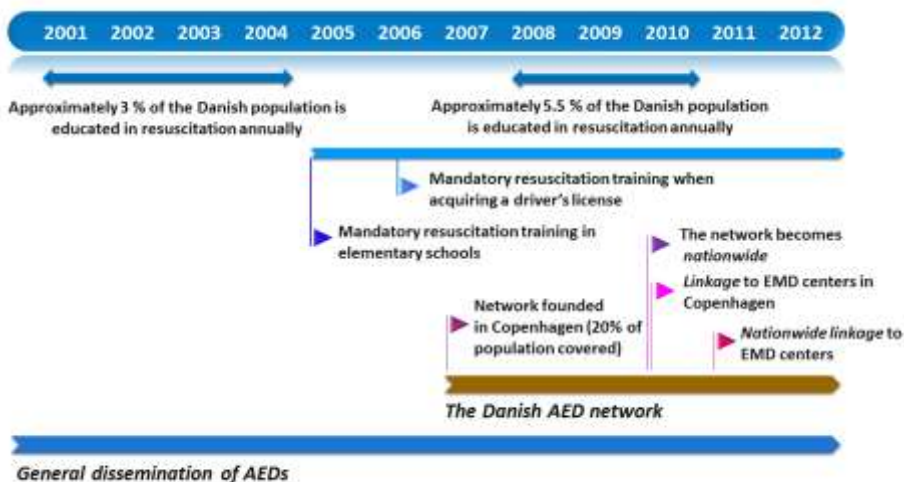 2001 2002 2003 2004 2005 2006 2007 2008 2009 2010 2011 2012
Approximately 3 % of the Danish population is
educated in resuscitation annually
Approximately 5.5 % of the Danish population
is educated in resuscitation annually
Mandatory resuscitation training when
acquiring a driver's license
Mandatory resuscitation training in
elementary schools
The network becomes
nationwide
Linkage to EMD centers in
Copenhagen
Network founded
in Copenhagen (20% of
population covered)
Nationwide linkage to
EMD centers
The Danish AED network
General dissemination of AEDs